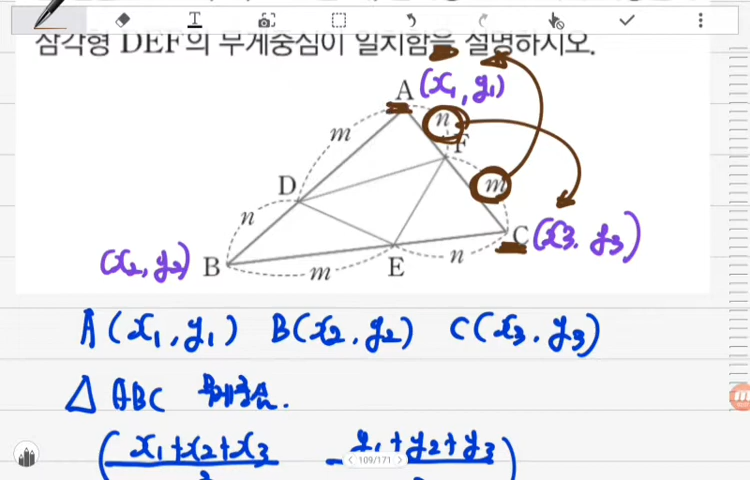 삼각형 DEF의 무게중심이 일치함을 설명하시오.
A (x₁, y₁)
n
m
F
D
m
n
C (x₃, y₃)
(x₂, y₂) B
n
m
E
A(x₁, y₁) B(x₂, y₂) C(x₃, y₃)
△ABC 무게중심.
( x₁+x₂+x₃ y₁+y₂+y₃ )
109/171